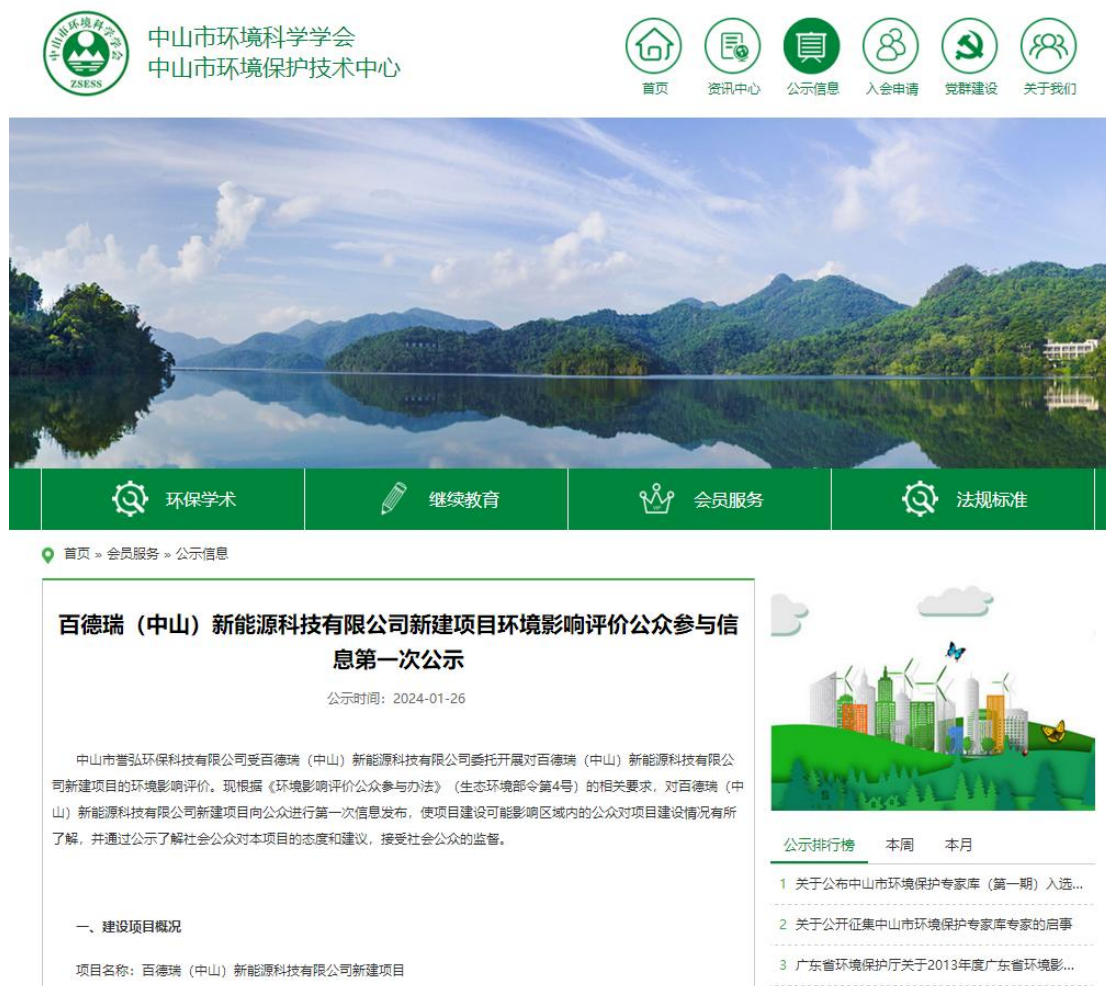 中山市环境科学学会
ZSESS
中山市环境科学学会
中山市环境保护技术中心
首页
资讯中心
公示信息
入会申请
党群建设
关于我们
环保学术
继续教育
VIP
会员服务
法规标准
首页 » 会员服务 » 公示信息
百德瑞（中山）新能源科技有限公司新建项目环境影响评价公众参与信
息第一次公示
公示时间：2024-01-26
中山市誉弘环保科技有限公司受百德瑞（中山）新能源科技有限公司委托开展对百德瑞（中山）新能源科技有限公
司新建项目的环境影响评价。现根据《环境影响评价公众参与办法》（生态环境部令第4号）的相关要求，对百德瑞（中
山）新能源科技有限公司新建项目向公众进行第一次信息发布，使项目建设可能影响区域内的公众对项目建设情况有所
了解，并通过公示了解社会公众对本项目的态度和建议，接受社会公众的监督。
一、建设项目概况
项目名称：百德瑞（中山）新能源科技有限公司新建项目
公示排行榜
本周
本月
1 关于公布中山市环境保护专家库（第一期）入选...
2 关于公开征集中山市环境保护专家库专家的启事
3 广东省环境保护厅关于2013年度广东省环境影...